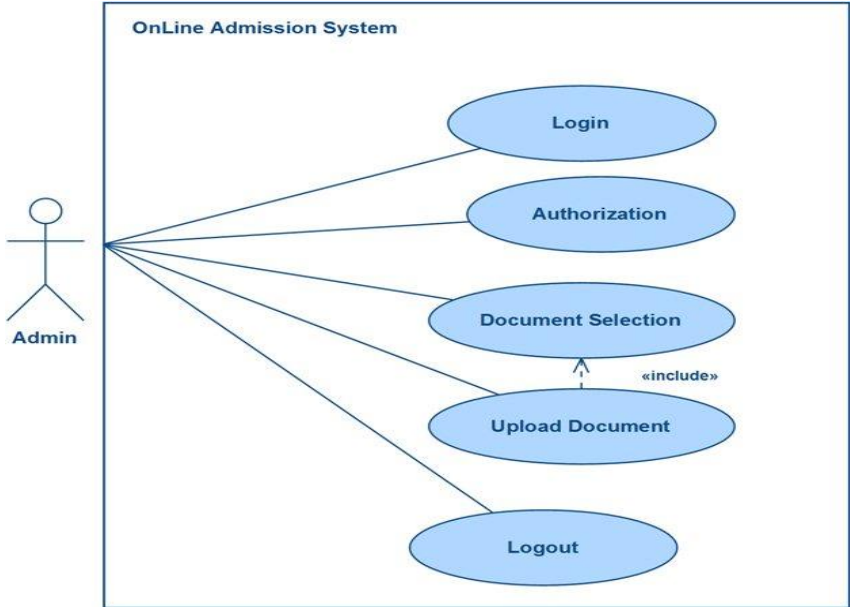 OnLine Admission System
Login
Authorization
Document Selection
«include»
Upload Document
Logout
Admin